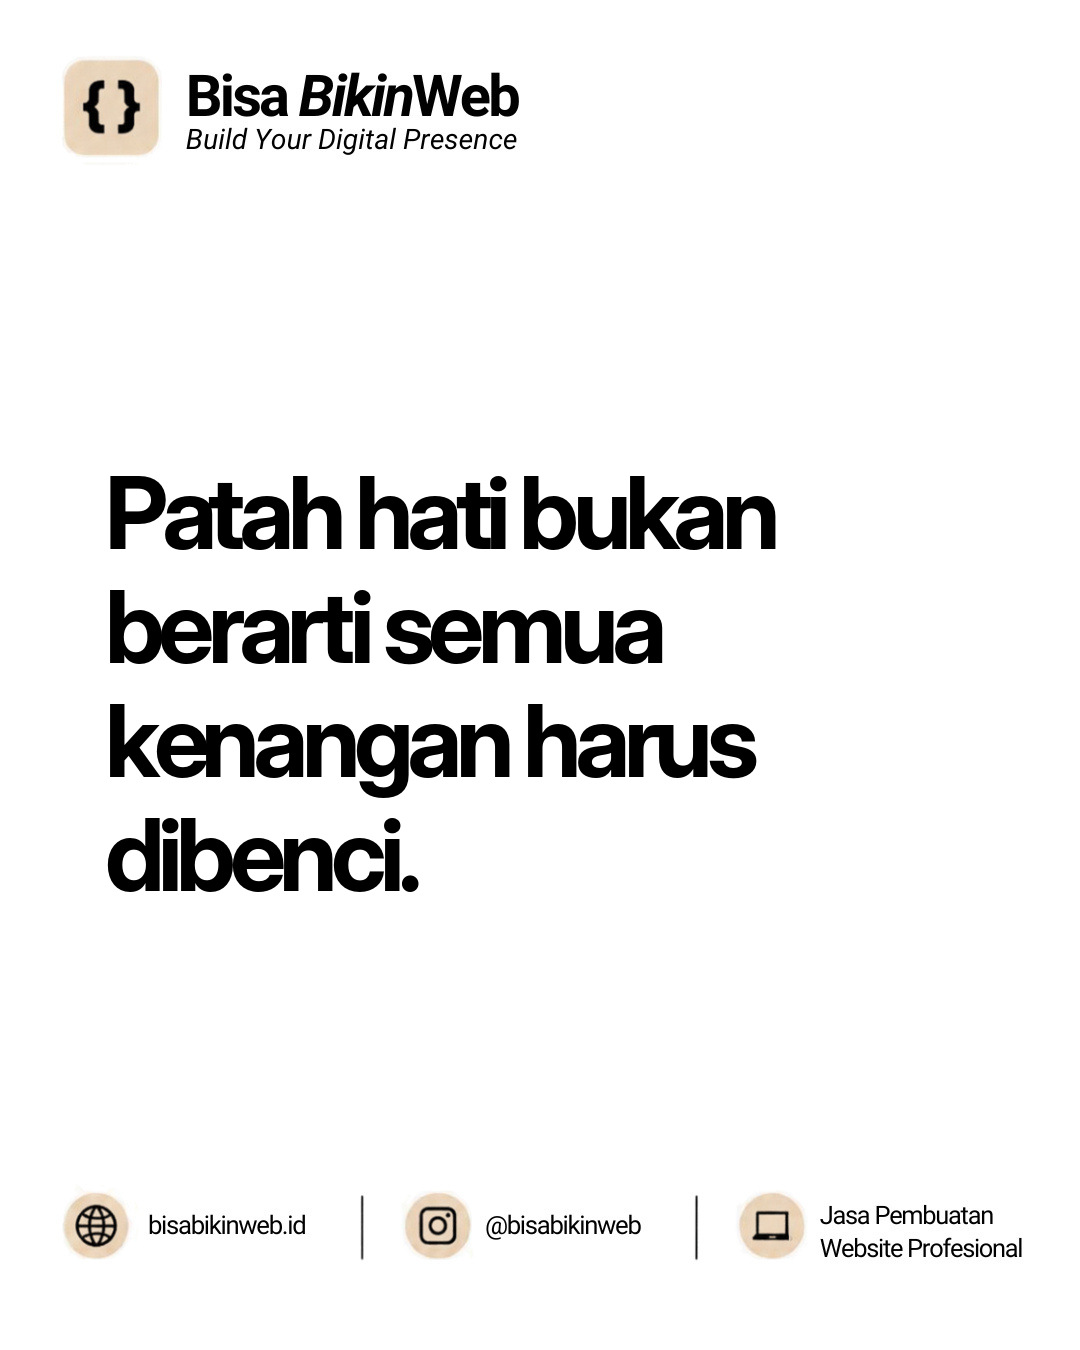 { }
Bisa BikinWeb
Build Your Digital Presence
Patah hati bukan
berarti semua
kenangan harus
dibenci.
bisabikinweb.id
@bisabikinweb
Jasa Pembuatan
Website Profesional